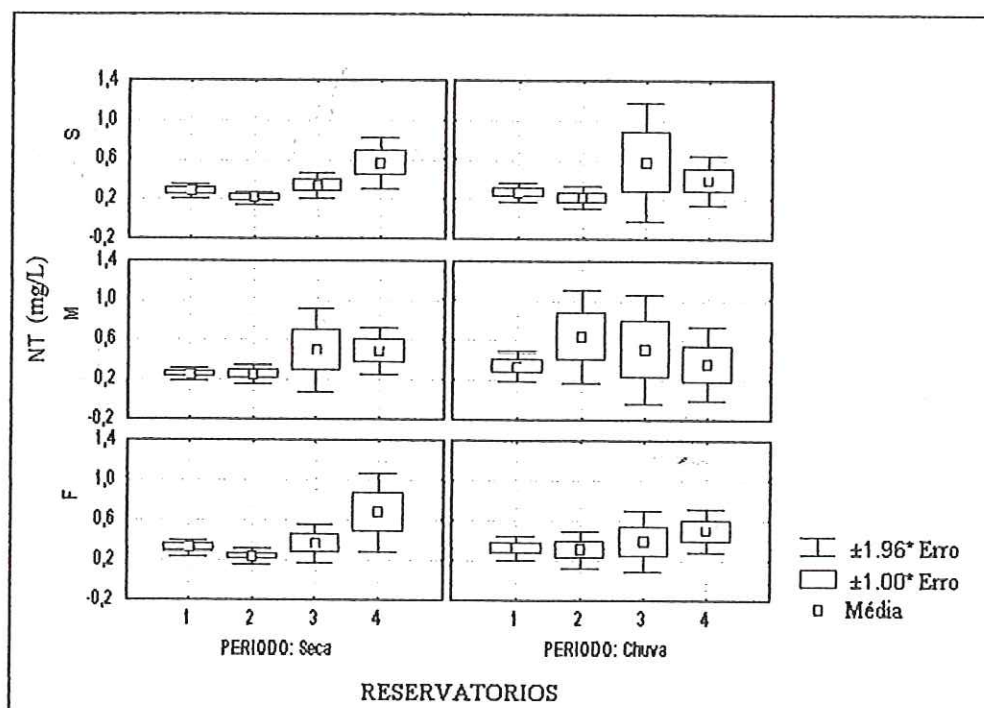 NT (mg/L)
S
1,4
1,0
0,6
0,2
-0,2
M
1,4
1,0
0,6
0,2
-0,2
F
1,4
1,0
0,6
0,2
-0,2
1 2 3 4
1 2 3 4
PERIODO: Seca
PERIODO: Chuva
RESERVATORIOS
±1.96* Erro
±1.00* Erro
Média